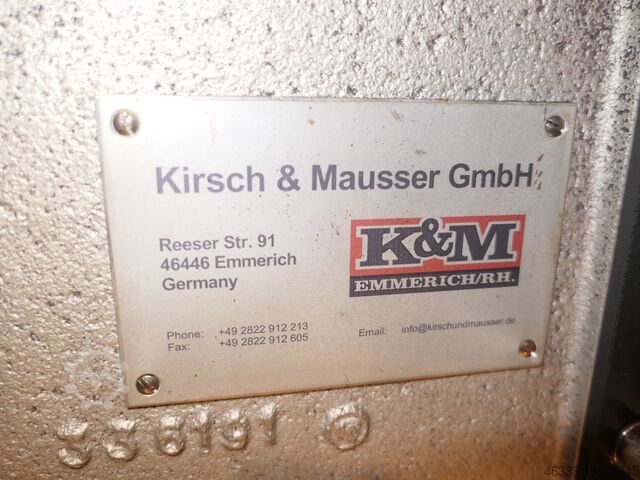 Kirsch & Mausser GmbH
Reeser Str. 91
46446 Emmerich
Germany
K&M
EMMERICH/RH.
Phone: +49 2822 912 213
Fax: +49 2822 912 605
Email: info@kirschundmausser.de